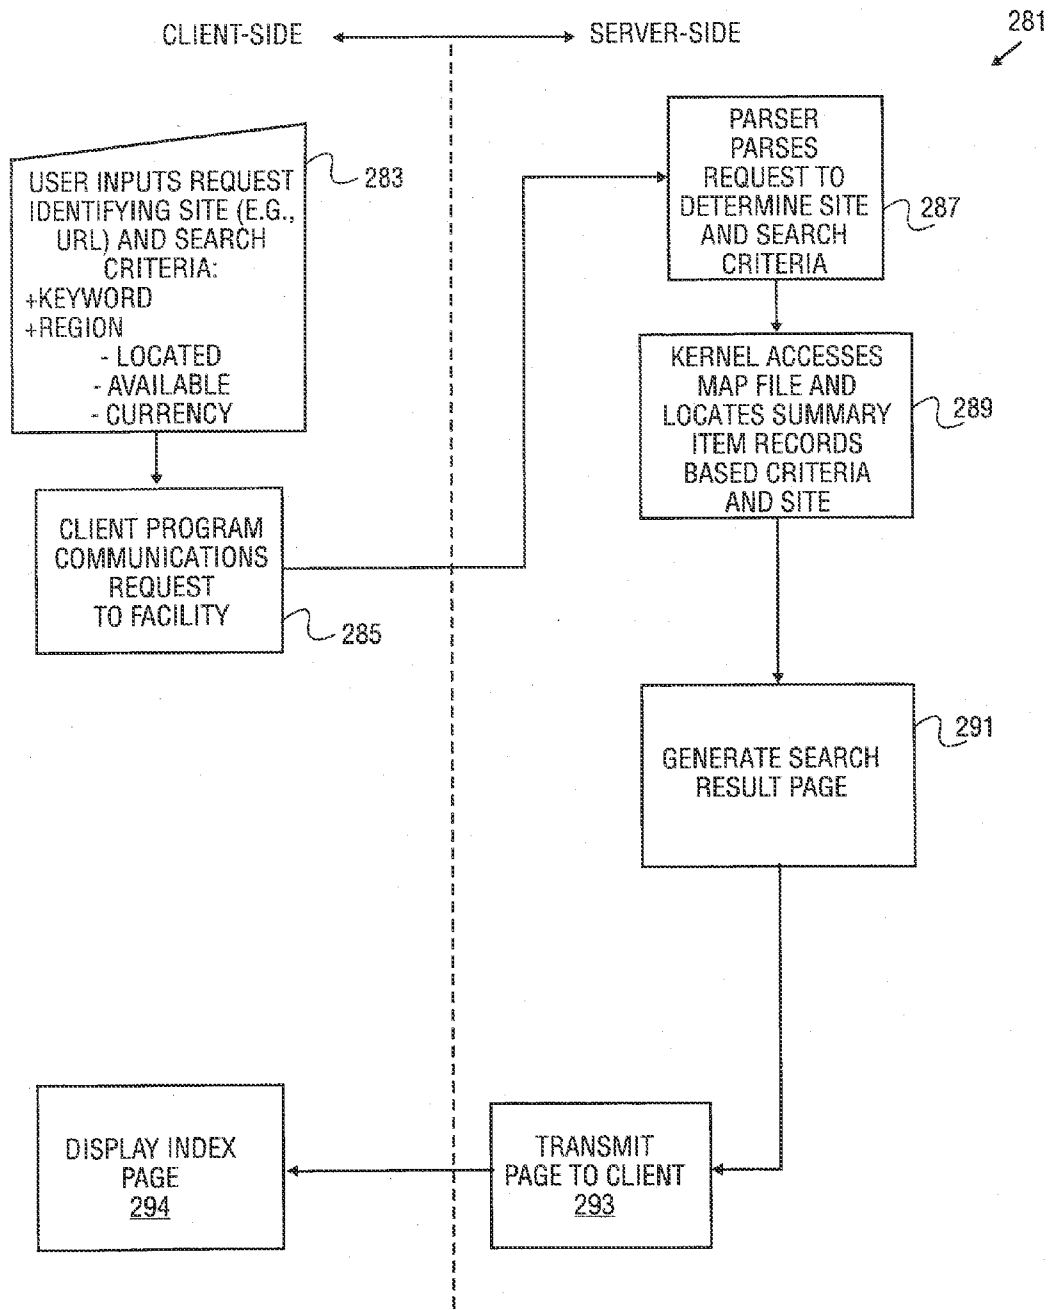 CLIENT-SIDE
SERVER-SIDE
281
USER INPUTS REQUEST
IDENTIFYING SITE (E.G.,
URL) AND SEARCH
CRITERIA:
+KEYWORD
+REGION
- LOCATED
- AVAILABLE
- CURRENCY
283
CLIENT PROGRAM
COMMUNICATIONS
REQUEST
TO FACILITY
285
PARSER
PARSES
REQUEST TO
DETERMINE SITE
AND SEARCH
CRITERIA
287
KERNEL ACCESSES
MAP FILE AND
LOCATES SUMMARY
ITEM RECORDS
BASED CRITERIA
AND SITE
289
GENERATE SEARCH
RESULT PAGE
291
TRANSMIT
PAGE TO CLIENT
293
DISPLAY INDEX
PAGE
294